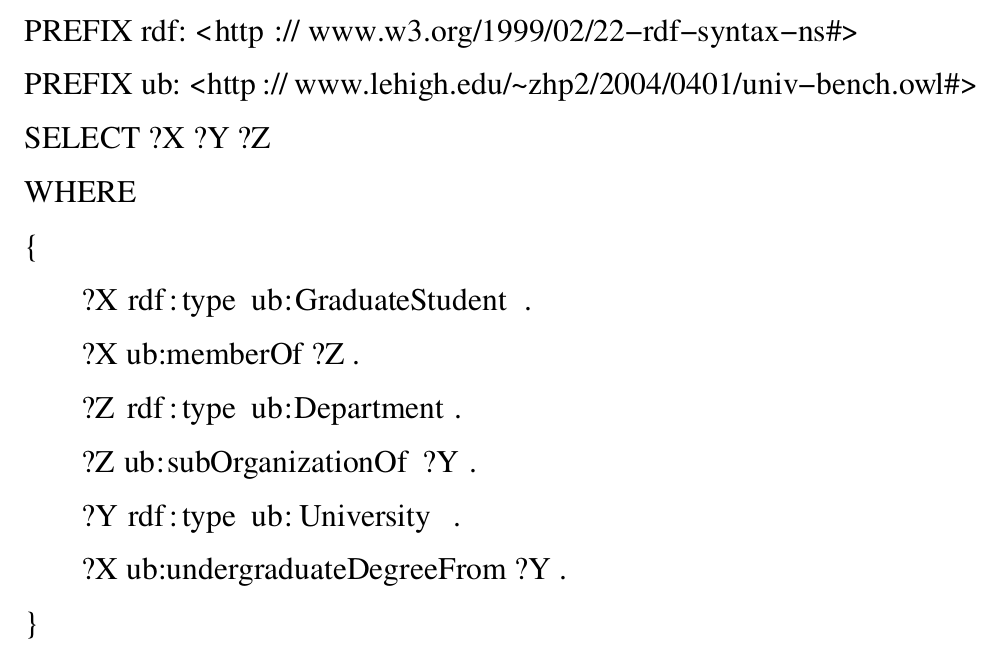 PREFIX rdf: <http :// www.w3.org/1999/02/22−rdf−syntax−ns#>
PREFIX ub: <http :// www.lehigh.edu/~zhp2/2004/0401/univ−bench.owl#>
SELECT ?X ?Y ?Z
WHERE
{
?X rdf:type ub:GraduateStudent .
?X ub:memberOf ?Z .
?Z rdf:type ub:Department .
?Z ub:subOrganizationOf ?Y .
?Y rdf:type ub: University .
?X ub:undergraduateDegreeFrom ?Y .
}